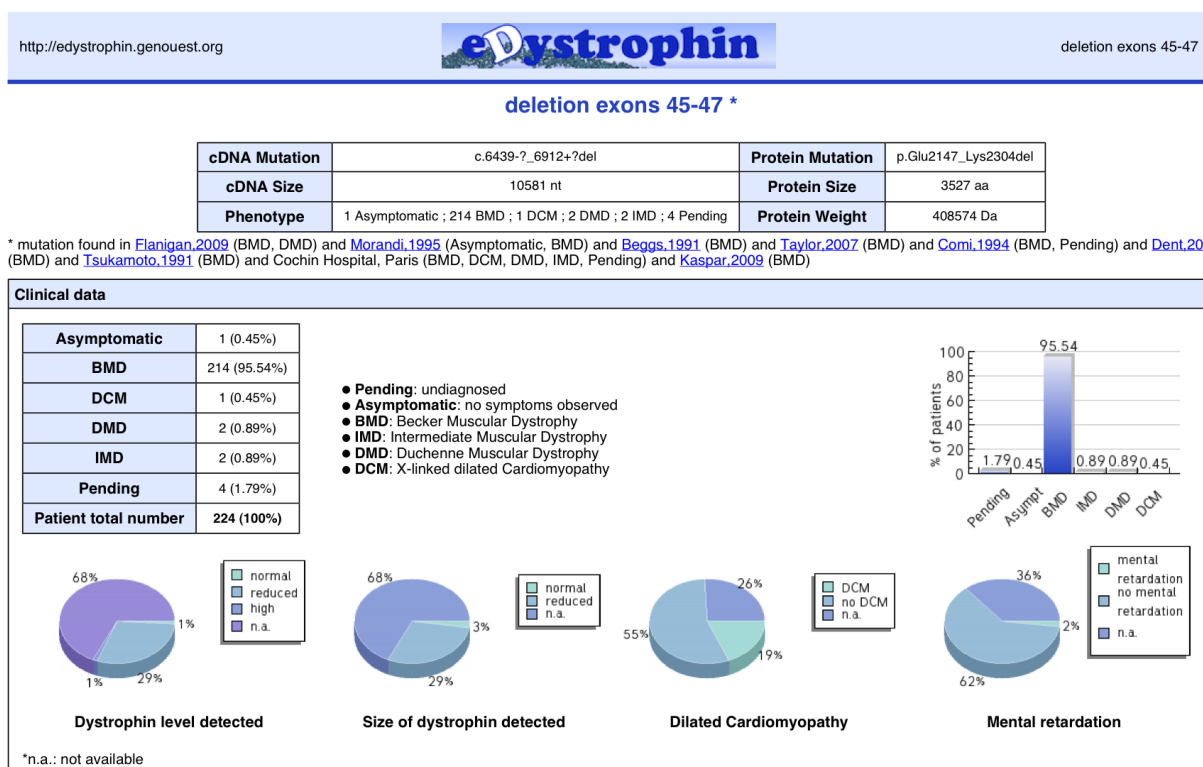 http://edystrophin.genouest.org
eDystrophin
deletion exons 45-47
deletion exons 45-47 *
cDNA Mutation c.6439-?_6912+?del Protein Mutation p.Glu2147_Lys2304del
cDNA Size 10581 nt Protein Size 3527 aa
Phenotype 1 Asymptomatic ; 214 BMD ; 1 DCM ; 2 DMD ; 2 IMD ; 4 Pending Protein Weight 408574 Da
* mutation found in Flanigan,2009 (BMD, DMD) and Morandi,1995 (Asymptomatic, BMD) and Beggs,1991 (BMD) and Taylor,2007 (BMD) and Comi,1994 (BMD, Pending) and Dent,20
(BMD) and Tsukamoto,1991 (BMD) and Cochin Hospital, Paris (BMD, DCM, DMD, IMD, Pending) and Kaspar,2009 (BMD)
Clinical data
Asymptomatic 1 (0.45%)
BMD 214 (95.54%)
DCM 1 (0.45%)
DMD 2 (0.89%)
IMD 2 (0.89%)
Pending 4 (1.79%)
Patient total number 224 (100%)
● Pending: undiagnosed
● Asymptomatic: no symptoms observed
● BMD: Becker Muscular Dystrophy
● IMD: Intermediate Muscular Dystrophy
● DMD: Duchenne Muscular Dystrophy
● DCM: X-linked dilated Cardiomyopathy
% of patients
100
80
60
40
20
0
1.79 0.45 95.54 0.89 0.89 0.45
Pending Asympt BMD IMD DMD DCM
68%
1%
29%
1%
normal
reduced
high
n.a.
Dystrophin level detected
68%
3%
29%
normal
reduced
n.a.
Size of dystrophin detected
26%
55%
19%
DCM
no DCM
n.a.
Dilated Cardiomyopathy
36%
2%
62%
mental
retardation
no mental
retardation
n.a.
Mental retardation
*n.a.: not available